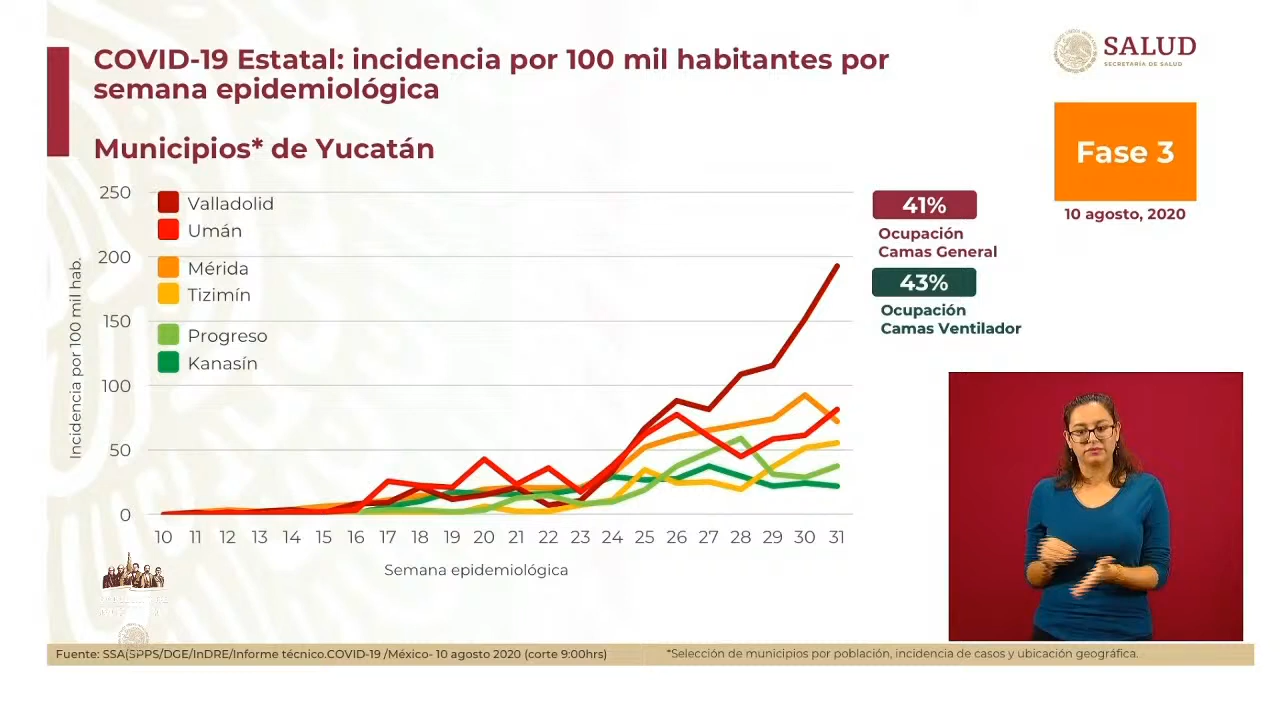 COVID-19 Estatal: incidencia por 100 mil habitantes por
semana epidemiológica
Municipios* de Yucatán
SALUD
SECRETARÍA DE SALUD
Fase 3
10 agosto, 2020
41%
Ocupación
Camas General
43%
Ocupación
Camas Ventilador
Incidencia por 100 mil hab.
250
200
150
100
50
0
Valladolid
Umán
Mérida
Tizimín
Progreso
Kanasín
10 11 12 13 14 15 16 17 18 19 20 21 22 23 24 25 26 27 28 29 30 31
Semana epidemiológica
Fuente: SSA(SPPS/DGE/InDRE/Informe técnico.COVID-19 /México- 10 agosto 2020 (corte 9:00hrs)
*Selección de municipios por población, incidencia de casos y ubicación geográfica.